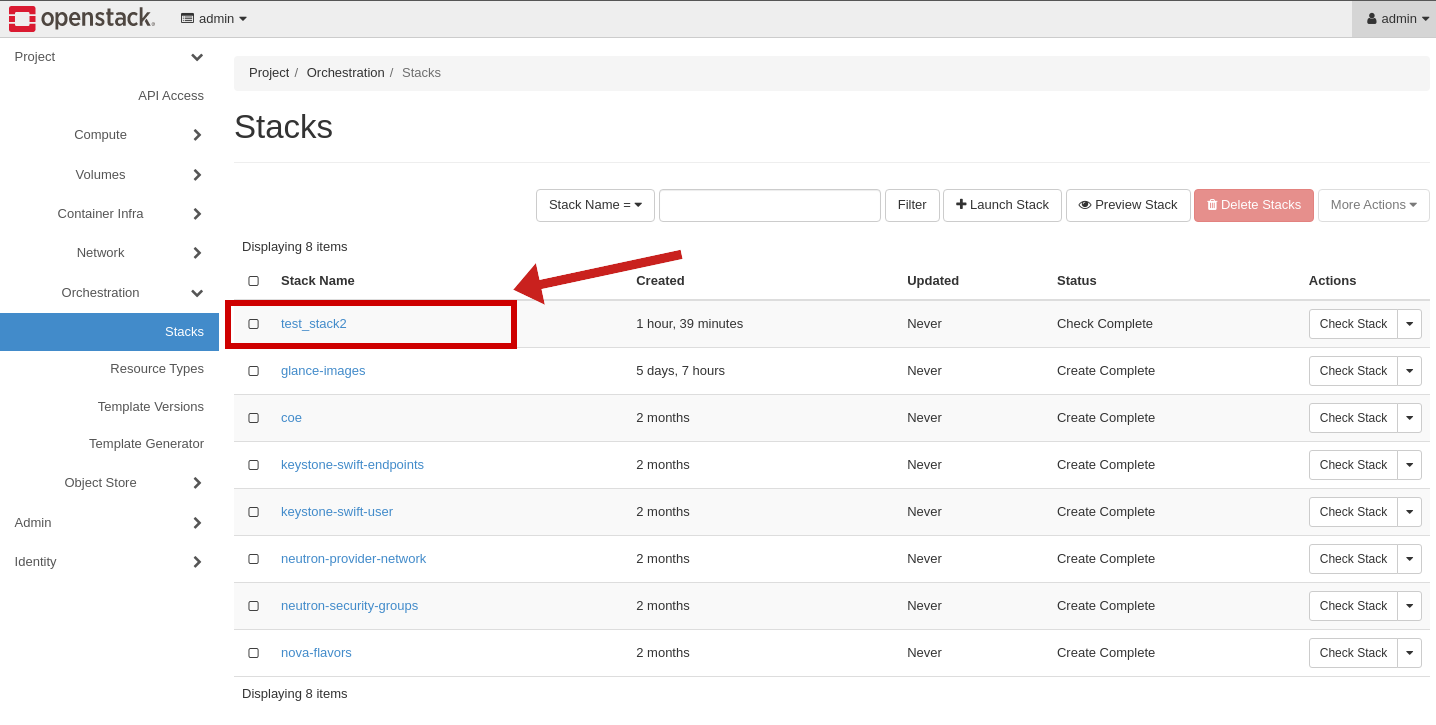 openstack. admin admin
Project
API Access
Compute
Volumes
Container Infra
Network
Orchestration
Stacks
Resource Types
Template Versions
Template Generator
Object Store
Admin
Identity
Project / Orchestration / Stacks
Stacks
Stack Name = Filter Launch Stack Preview Stack Delete Stacks More Actions
Displaying 8 items
Stack Name Created Updated Status Actions
test_stack2 1 hour, 39 minutes Never Check Complete Check Stack
glance-images 5 days, 7 hours Never Create Complete Check Stack
coe 2 months Never Create Complete Check Stack
keystone-swift-endpoints 2 months Never Create Complete Check Stack
keystone-swift-user 2 months Never Create Complete Check Stack
neutron-provider-network 2 months Never Create Complete Check Stack
neutron-security-groups 2 months Never Create Complete Check Stack
nova-flavors 2 months Never Create Complete Check Stack
Displaying 8 items